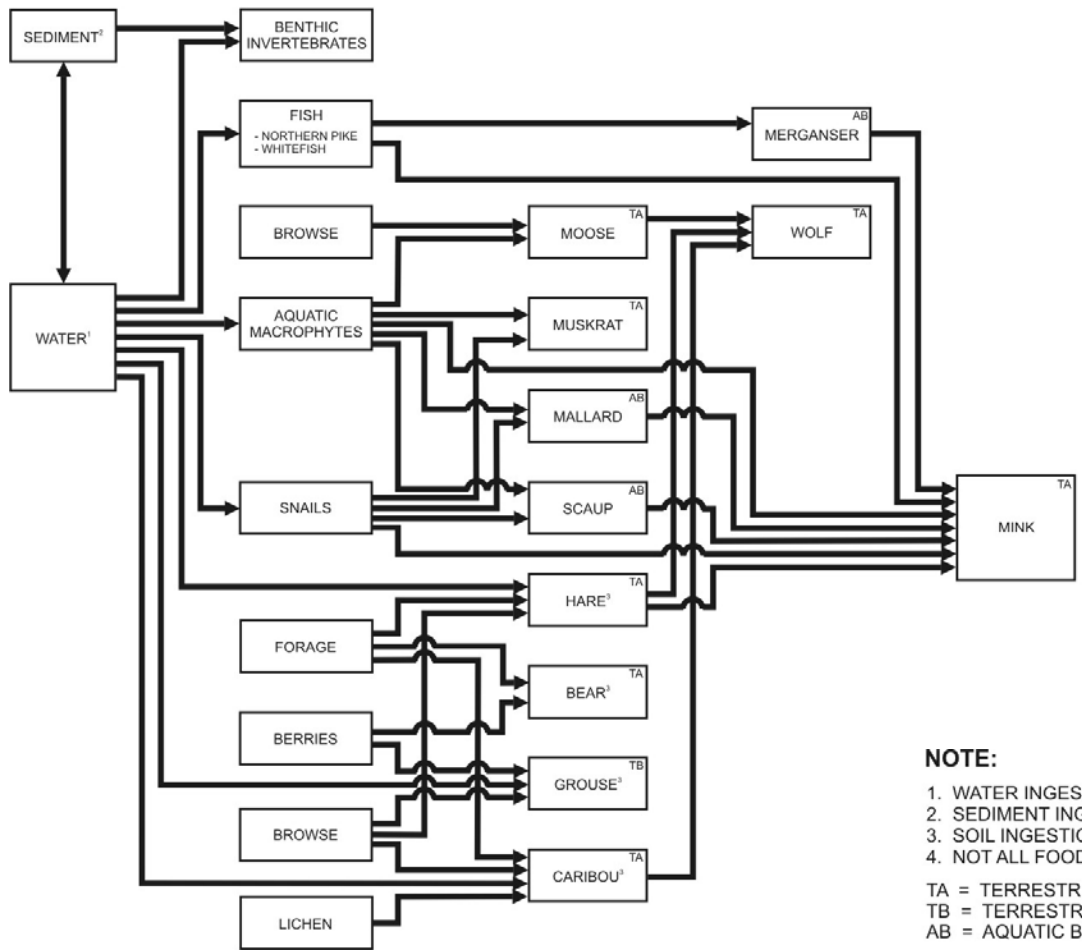 SEDIMENT²
BENTHIC
INVERTEBRATES
FISH
- NORTHERN PIKE
- WHITEFISH
AB
MERGANSER
BROWSE
TA
MOOSE
TA
WOLF
WATER¹
AQUATIC
MACROPHYTES
TA
MUSKRAT
AB
MALLARD
SNAILS
AB
SCAUP
TA
MINK
TA
HARE³
FORAGE
TA
BEAR³
BERRIES
TB
GROUSE³
BROWSE
TA
CARIBOU³
LICHEN
NOTE:
1. WATER INGES
2. SEDIMENT ING
3. SOIL INGESTIO
4. NOT ALL FOOD
TA = TERRESTR
TB = TERRESTR
AB = AQUATIC B